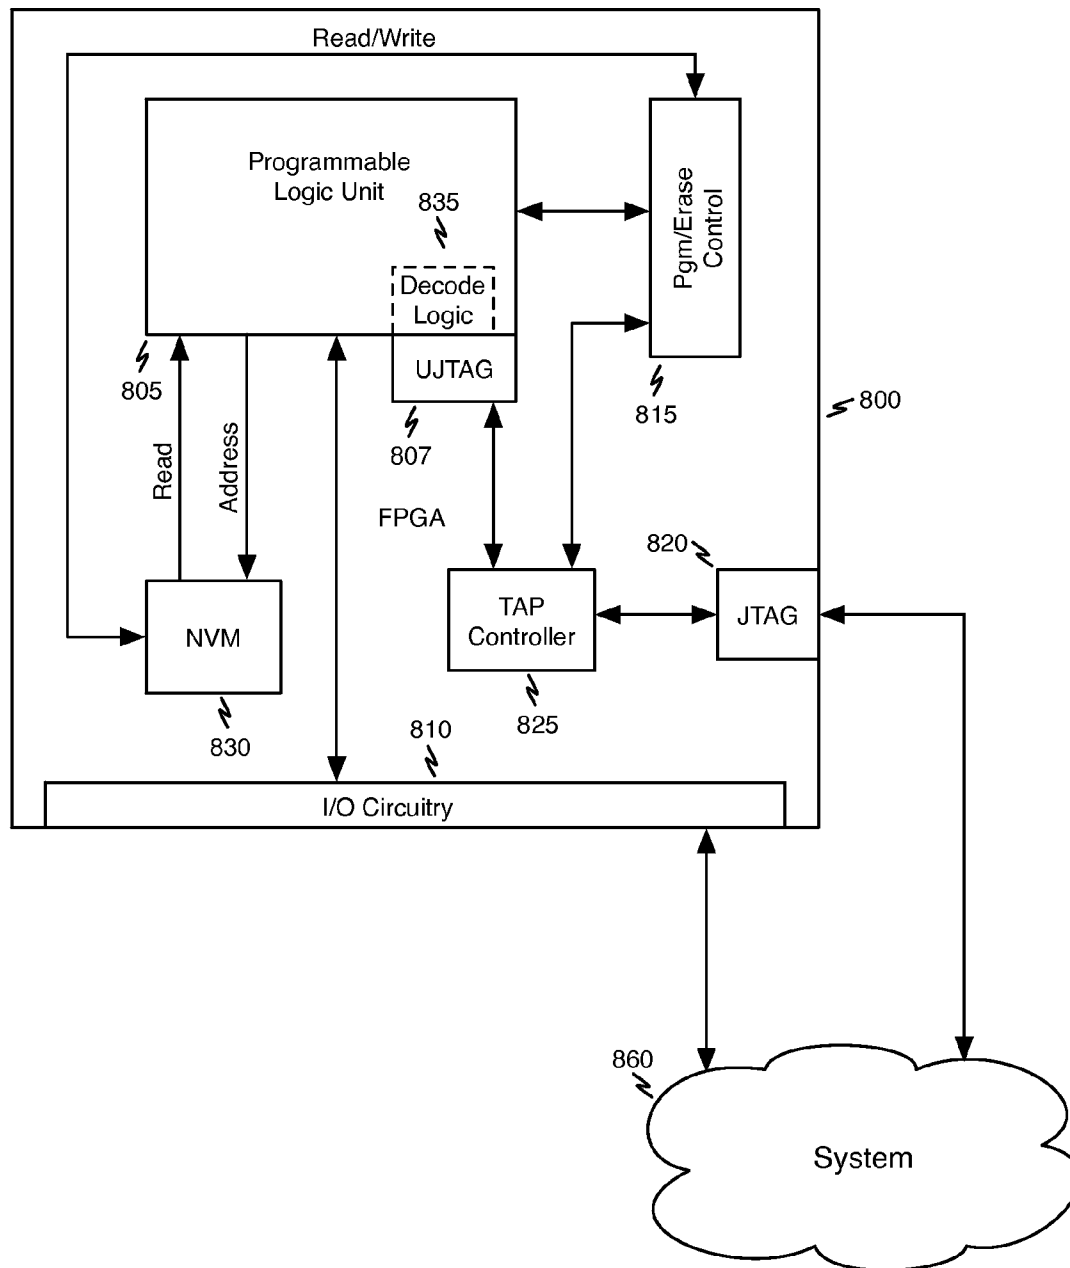 Read/Write
Programmable
Logic Unit
835
Decode
Logic
UJTAG
Pgm/Erase
Control
805
807
815
800
Read
Address
FPGA
820
TAP
Controller
JTAG
NVM
830
825
810
I/O Circuitry
860
System